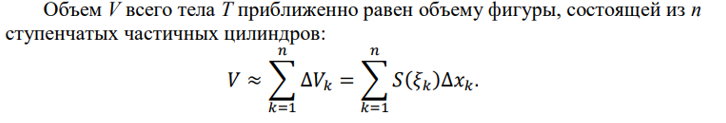 Объем V всего тела T приближенно равен объему фигуры, состоящей из n
ступенчатых частичных цилиндров:
V ≈ ∑_{k=1}^{n} ΔV_k = ∑_{k=1}^{n} S(ξ_k)Δx_k.